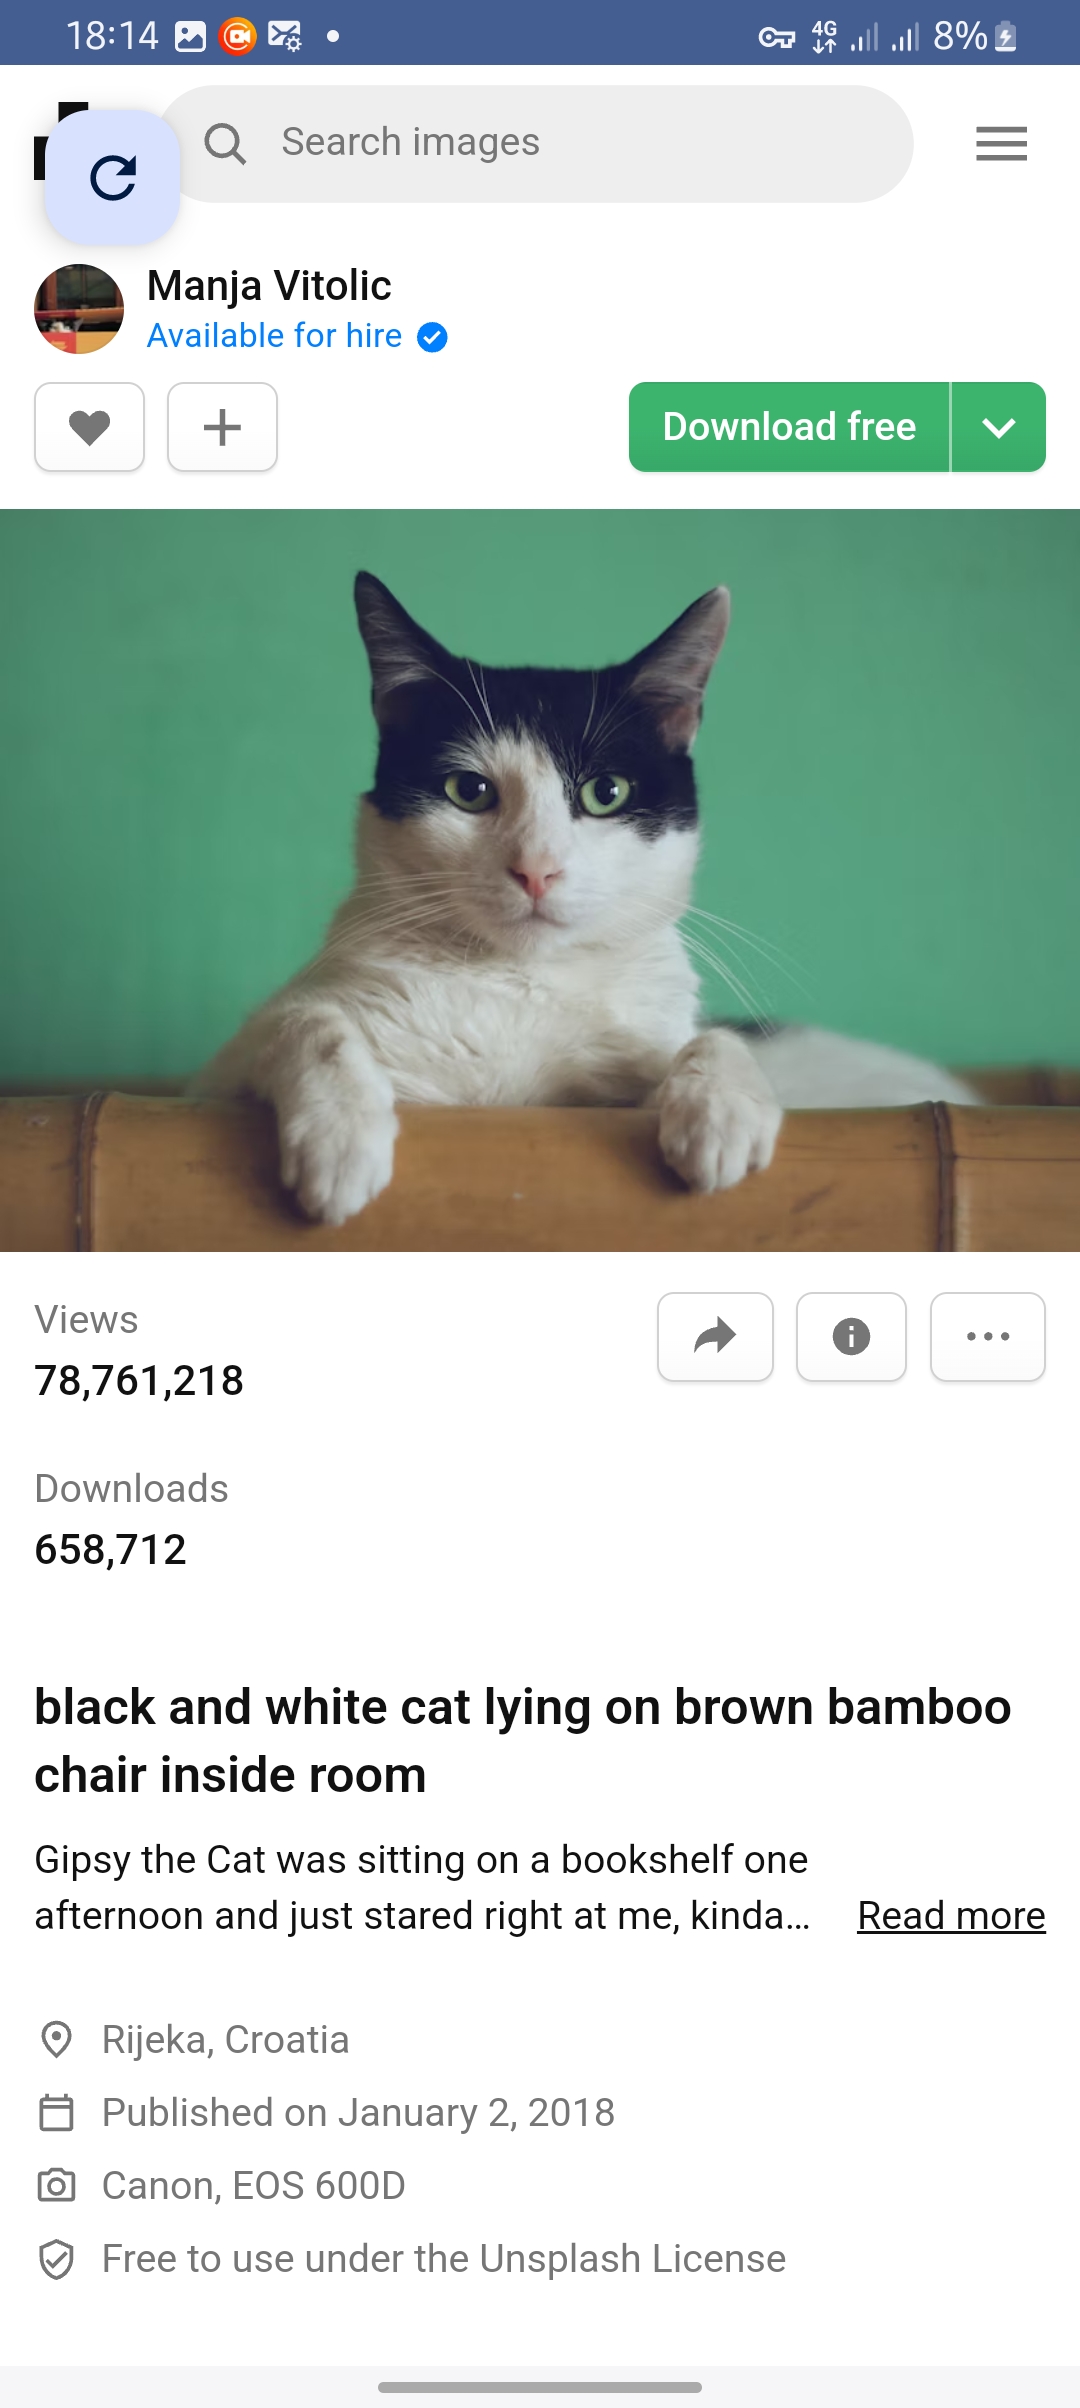 18:14
4G
8%
Search images
Manja Vitolic
Available for hire
Download free
Views
78,761,218
Downloads
658,712
black and white cat lying on brown bamboo
chair inside room
Gipsy the Cat was sitting on a bookshelf one
afternoon and just stared right at me, kinda... Read more
Rijeka, Croatia
Published on January 2, 2018
Canon, EOS 600D
Free to use under the Unsplash License